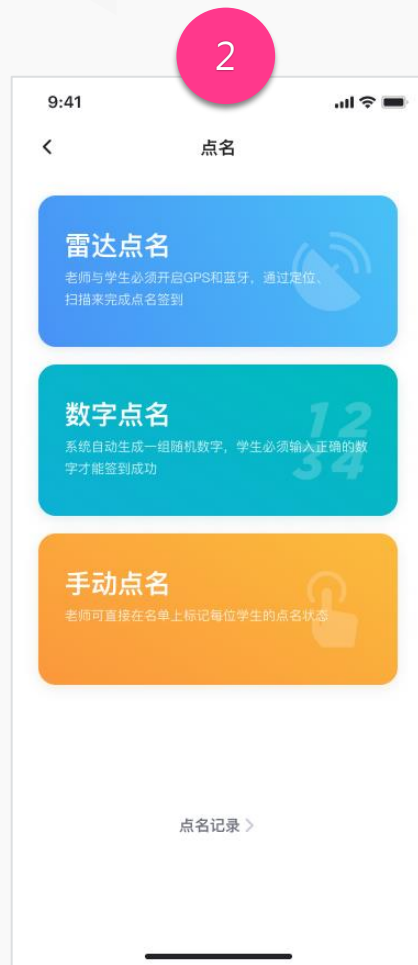 2
9:41
点名
雷达点名
老师与学生必须开启GPS和蓝牙，通过定位、
扫描来完成点名签到
数字点名
系统自动生成一组随机数字，学生必须输入正确的数
字才能签到成功
12
34
手动点名
老师可直接在名单上标记每位学生的点名状态
点名记录